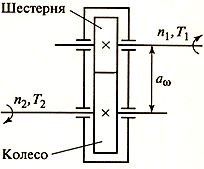 Шестерня
n₁, T₁
aω
n₂, T₂
Колесо